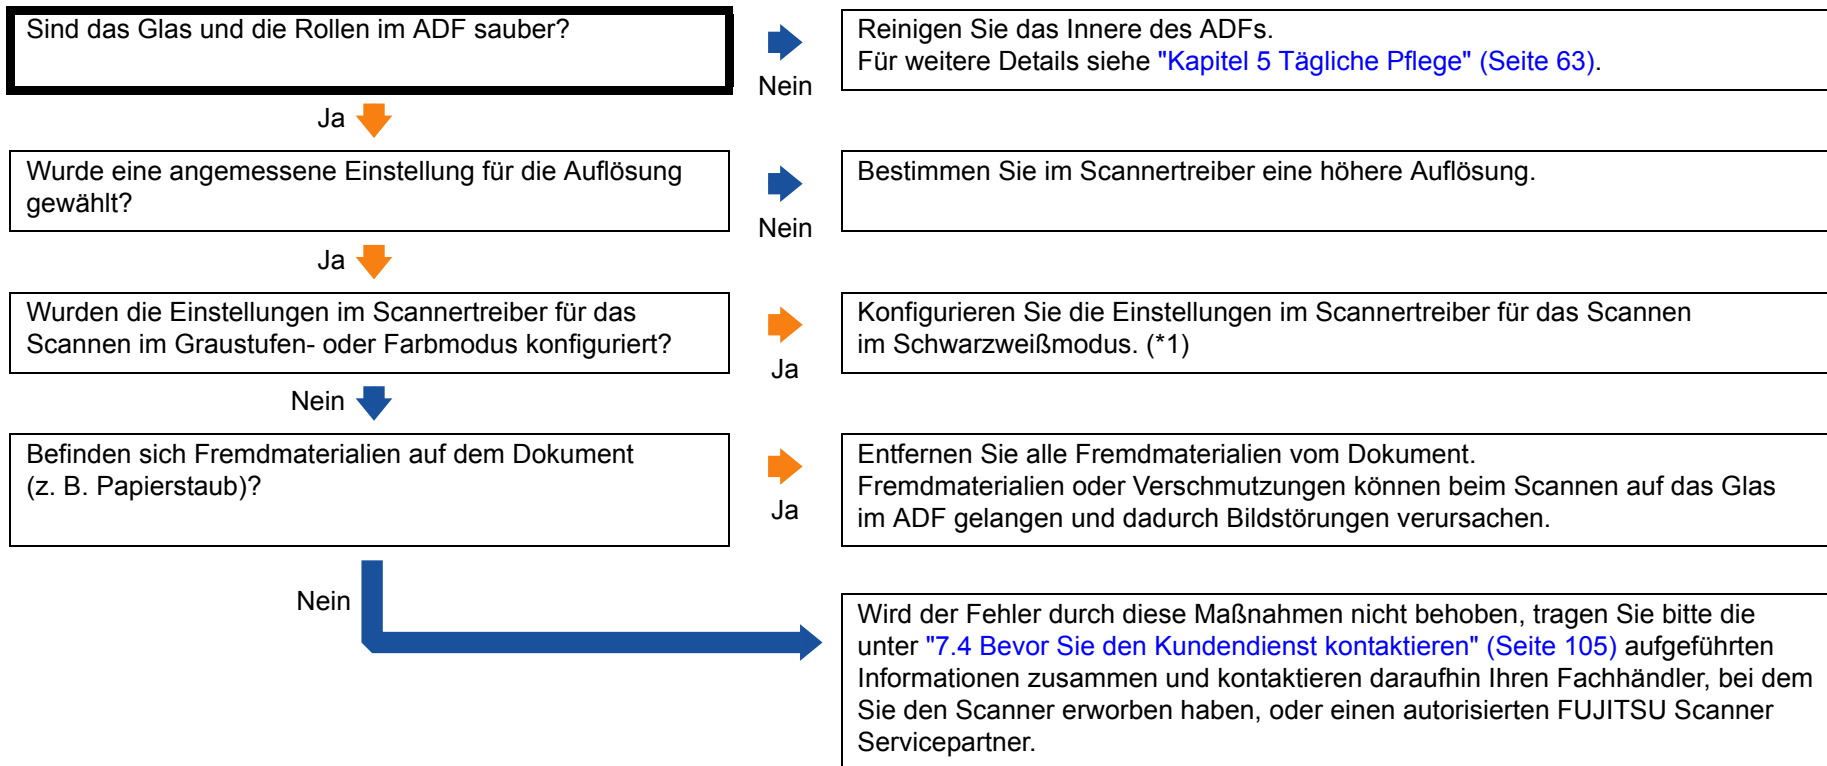 Sind das Glas und die Rollen im ADF sauber?
Nein
Reinigen Sie das Innere des ADFs.
Für weitere Details siehe "Kapitel 5 Tägliche Pflege" (Seite 63).
Ja
Wurde eine angemessene Einstellung für die Auflösung
gewählt?
Nein
Bestimmen Sie im Scannertreiber eine höhere Auflösung.
Ja
Wurden die Einstellungen im Scannertreiber für das
Scannen im Graustufen- oder Farbmodus konfiguriert?
Ja
Konfigurieren Sie die Einstellungen im Scannertreiber für das Scannen
im Schwarzweißmodus. (*1)
Nein
Befinden sich Fremdmaterialien auf dem Dokument
(z. B. Papierstaub)?
Ja
Entfernen Sie alle Fremdmaterialien vom Dokument.
Fremdmaterialien oder Verschmutzungen können beim Scannen auf das Glas
im ADF gelangen und dadurch Bildstörungen verursachen.
Nein
Wird der Fehler durch diese Maßnahmen nicht behoben, tragen Sie bitte die
unter "7.4 Bevor Sie den Kundendienst kontaktieren" (Seite 105) aufgeführten
Informationen zusammen und kontaktieren daraufhin Ihren Fachhändler, bei dem
Sie den Scanner erworben haben, oder einen autorisierten FUJITSU Scanner
Servicepartner.